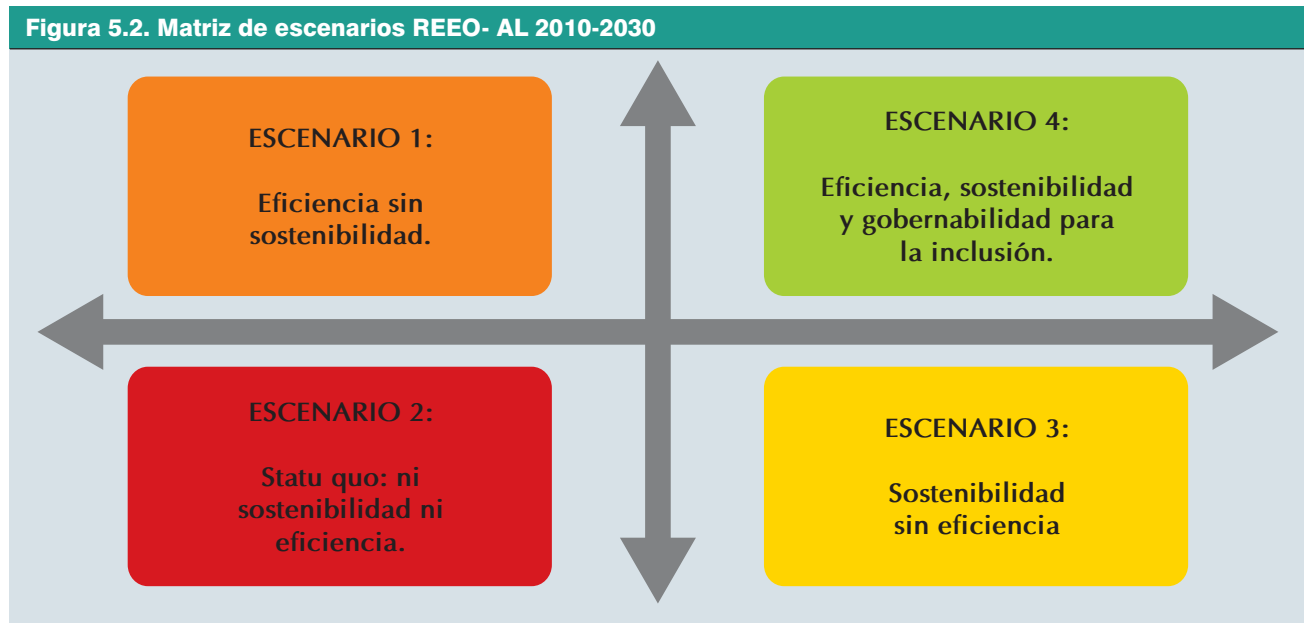 Figura 5.2. Matriz de escenarios REEO- AL 2010-2030
ESCENARIO 1:
Eficiencia sin
sostenibilidad.
ESCENARIO 4:
Eficiencia, sostenibilidad
y gobernabilidad para
la inclusión.
ESCENARIO 2:
Statu quo: ni
sostenibilidad ni
eficiencia.
ESCENARIO 3:
Sostenibilidad
sin eficiencia